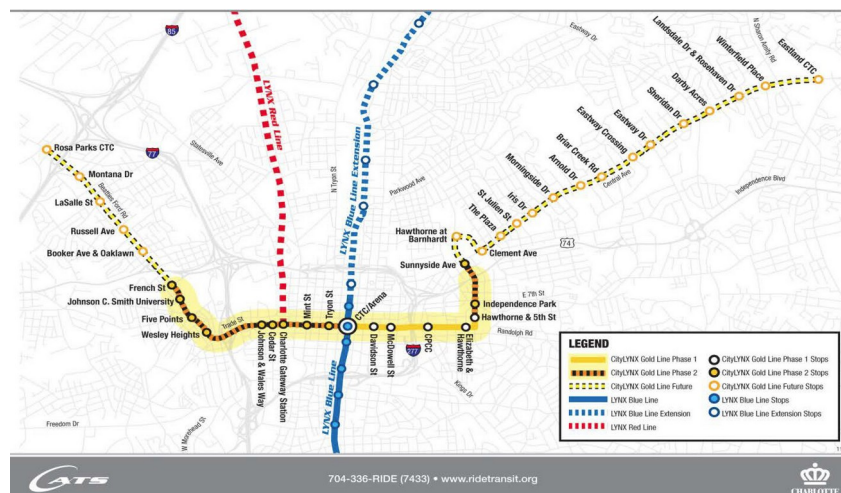 85
77
LYNX Red Line
LYNX Blue Line Extension
Statesville Ave
N Tryon St
Parkwood Ave
Eastway Dr
N Sharon Amity Rd
Eastland CTC
Winterfield Place
Landsdale Dr & Rosehaven Dr
Darby Acres
Sheridan Dr
Eastway Dr
Eastway Crossing
Briar Creek Rd
Arnold Dr
Morningside Dr
Iris Dr
St Julien St
The Plaza
Central Ave
Independence Blvd
74
Rosa Parks CTC
Montana Dr
Beatties Ford Rd
LaSalle St
Russell Ave
Booker Ave & Oaklawn
Hawthorne at
Barnhardt
Clement Ave
Sunnyside Ave
French St
Johnson C. Smith University
Five Points
Wesley Heights
Trade St
Johnson & Wales Way
Cedar St
Charlotte Gateway Station
Mint St
Tryon St
CTC/Arena
Davidson St
McDowell St
CPCC
277
Elizabeth &
Hawthorne
E 7th St
Independence Park
Hawthorne & 5th St
Randolph Rd
Kings Dr
LYNX Blue Line
W Morehead St
Freedom Dr
LEGEND
CityLYNX Gold Line Phase 1
CityLYNX Gold Line Phase 2
CityLYNX Gold Line Future
LYNX Blue Line
LYNX Blue Line Extension
LYNX Red Line
CityLYNX Gold Line Phase 1 Stops
CityLYNX Gold Line Phase 2 Stops
CityLYNX Gold Line Future Stops
LYNX Blue Line Stops
LYNX Blue Line Extension Stops
CATS
704-336-RIDE (7433) • www.ridetransit.org
CHARLOTTE